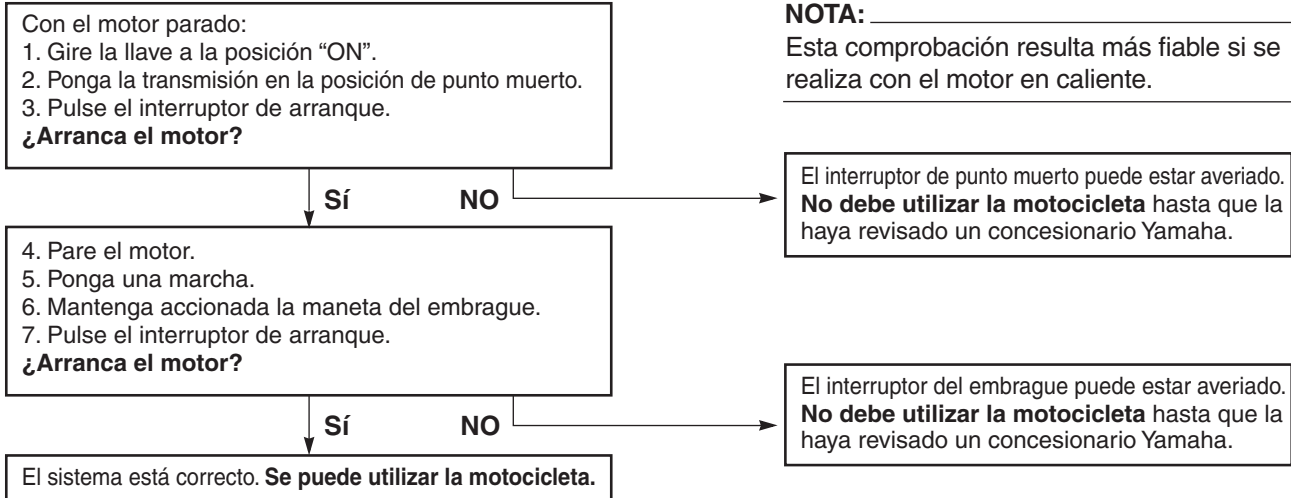 Con el motor parado:
1. Gire la llave a la posición “ON”.
2. Ponga la transmisión en la posición de punto muerto.
3. Pulse el interruptor de arranque.
¿Arranca el motor?
NOTA:
Esta comprobación resulta más fiable si se
realiza con el motor en caliente.
Sí
NO
El interruptor de punto muerto puede estar averiado.
No debe utilizar la motocicleta hasta que la
haya revisado un concesionario Yamaha.
4. Pare el motor.
5. Ponga una marcha.
6. Mantenga accionada la maneta del embrague.
7. Pulse el interruptor de arranque.
¿Arranca el motor?
Sí
NO
El interruptor del embrague puede estar averiado.
No debe utilizar la motocicleta hasta que la
haya revisado un concesionario Yamaha.
El sistema está correcto. Se puede utilizar la motocicleta.